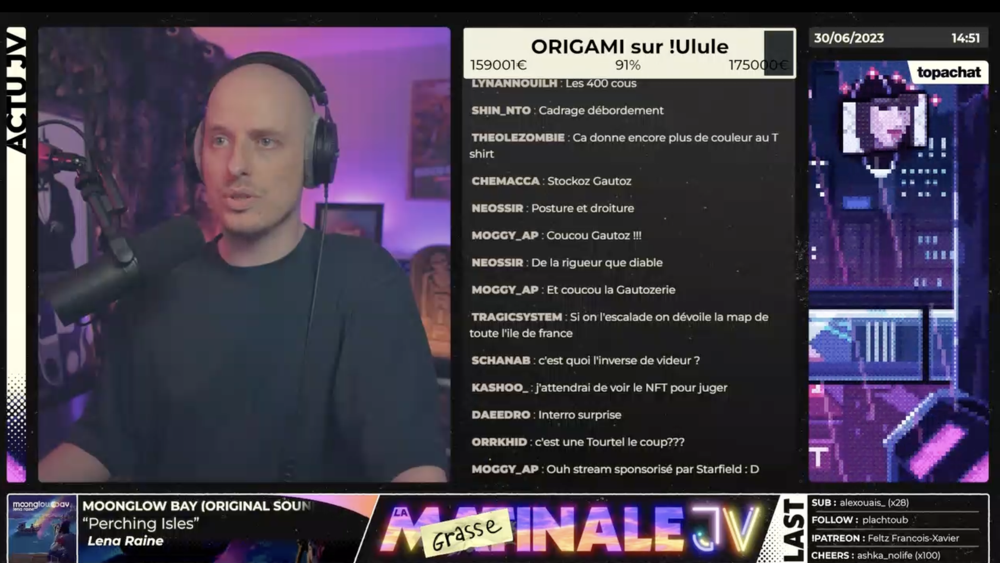 ACTU JV
ORIGAMI sur !Ulule
159001€ 91% 175000€
LYNANNOUILH : Les 400 cous
SHIN_NTO : Cadrage débordement
THEOLEZOMBIE : Ca donne encore plus de couleur au T
shirt
CHEMACCA : Stockoz Gautoz
NEOSSIR : Posture et droiture
MOGGY_AP : Coucou Gautoz !!!
NEOSSIR : De la rigueur que diable
MOGGY_AP : Et coucou la Gautozerie
TRAGICSYSTEM : Si on l'escalade on dévoile la map de
toute l'ile de france
SCHANAB : c'est quoi l'inverse de videur ?
KASHOO_ : j'attendrai de voir le NFT pour juger
DAEEDRO : Interro surprise
ORRKHID : c'est une Tourtel le coup???
MOGGY_AP : Ouh stream sponsorisé par Starfield : D
30/06/2023 14:51
topachat
T
moonglow bay
lena raine
MOONGLOW BAY (ORIGINAL SOUN
“Perching Isles”
Lena Raine
LA
MATINALE JV
Grasse
LAST
SUB : alexouais_ (x28)
FOLLOW : plachtoub
!PATREON : Feltz Francois-Xavier
CHEERS : ashka_nolife (x100)